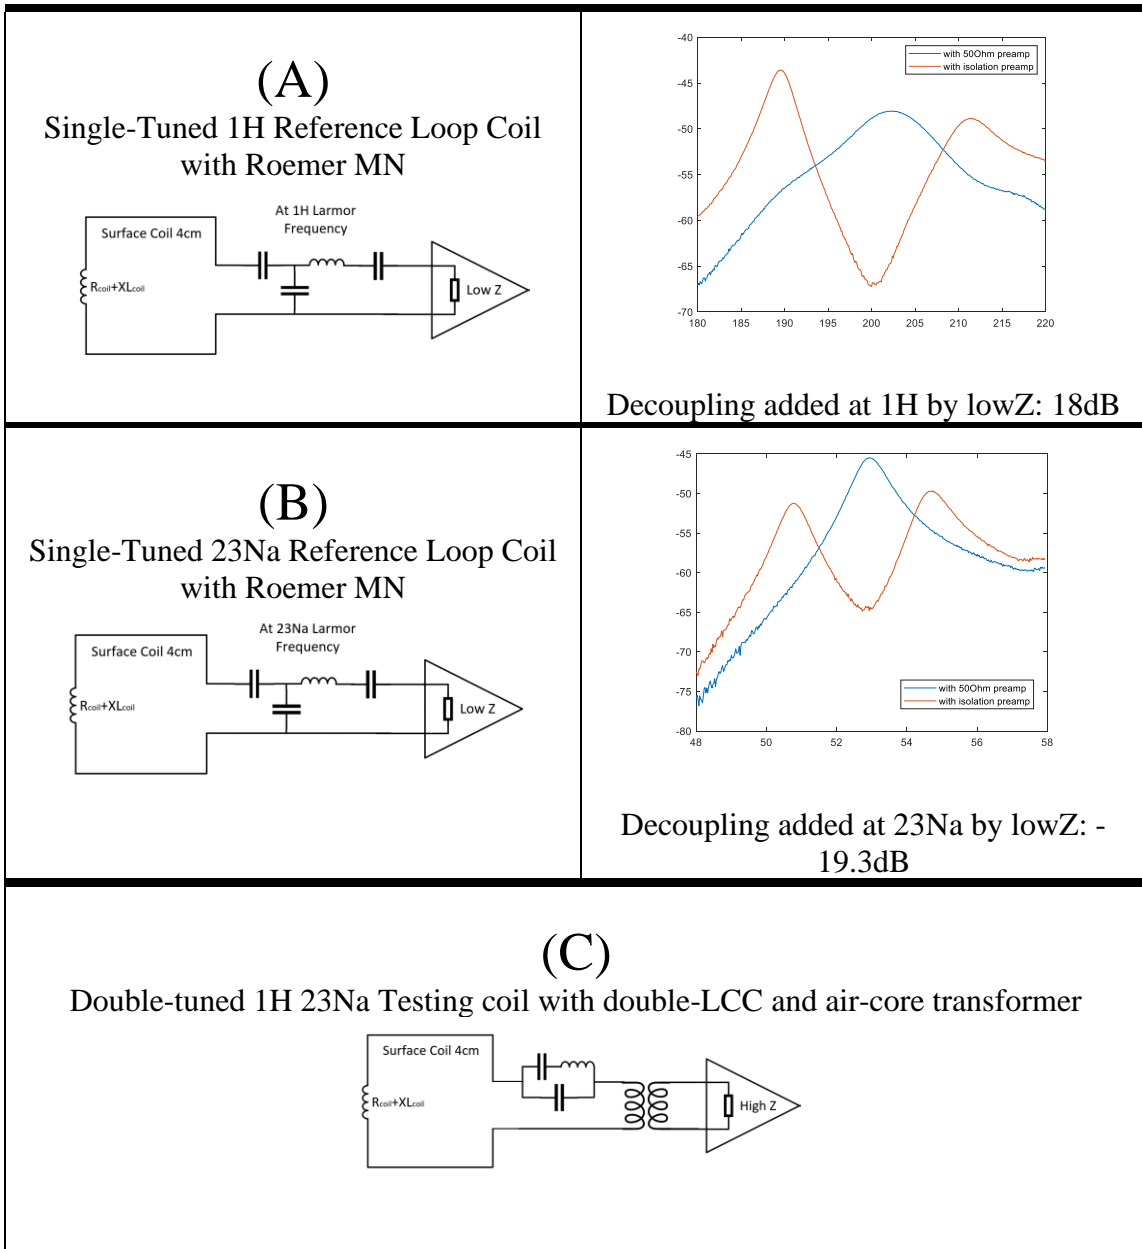 (A)
Single-Tuned 1H Reference Loop Coil
with Roemer MN
At 1H Larmor
Frequency
Surface Coil 4cm
Rcoil+XLcoil
Low Z
-40
-45
-50
-55
-60
-65
-70
180
185
190
195
200
205
210
215
220
with 50Ohm preamp
with isolation preamp
Decoupling added at 1H by lowZ: 18dB
(B)
Single-Tuned 23Na Reference Loop Coil
with Roemer MN
At 23Na Larmor
Frequency
Surface Coil 4cm
Rcoil+XLcoil
Low Z
-45
-50
-55
-60
-65
-70
-75
-80
48
50
52
54
56
58
with 50Ohm preamp
with isolation preamp
Decoupling added at 23Na by lowZ: -
19.3dB
(C)
Double-tuned 1H 23Na Testing coil with double-LCC and air-core transformer
Surface Coil 4cm
Rcoil+XLcoil
High Z